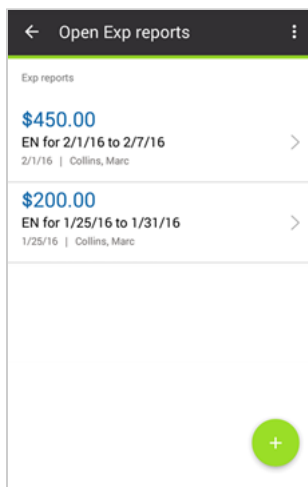 Open Exp reports
Exp reports
$450.00
EN for 2/1/16 to 2/7/16
2/1/16 | Collins, Marc
$200.00
EN for 1/25/16 to 1/31/16
1/25/16 | Collins, Marc